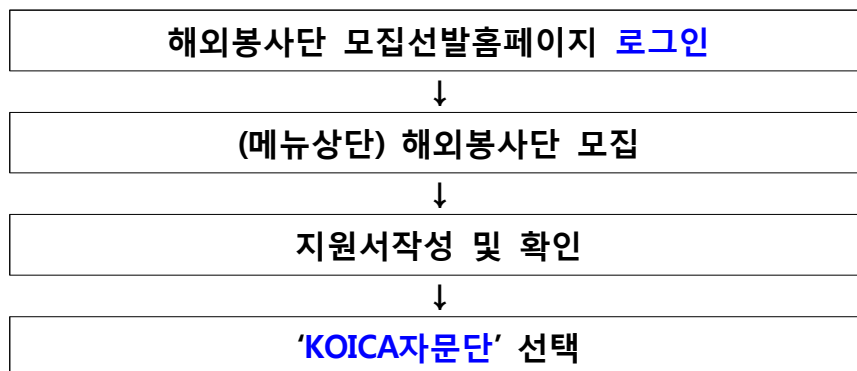 해외봉사단 모집선발홈페이지 로그인
↓
(메뉴상단) 해외봉사단 모집
↓
지원서작성 및 확인
↓
‘KOICA자문단’ 선택